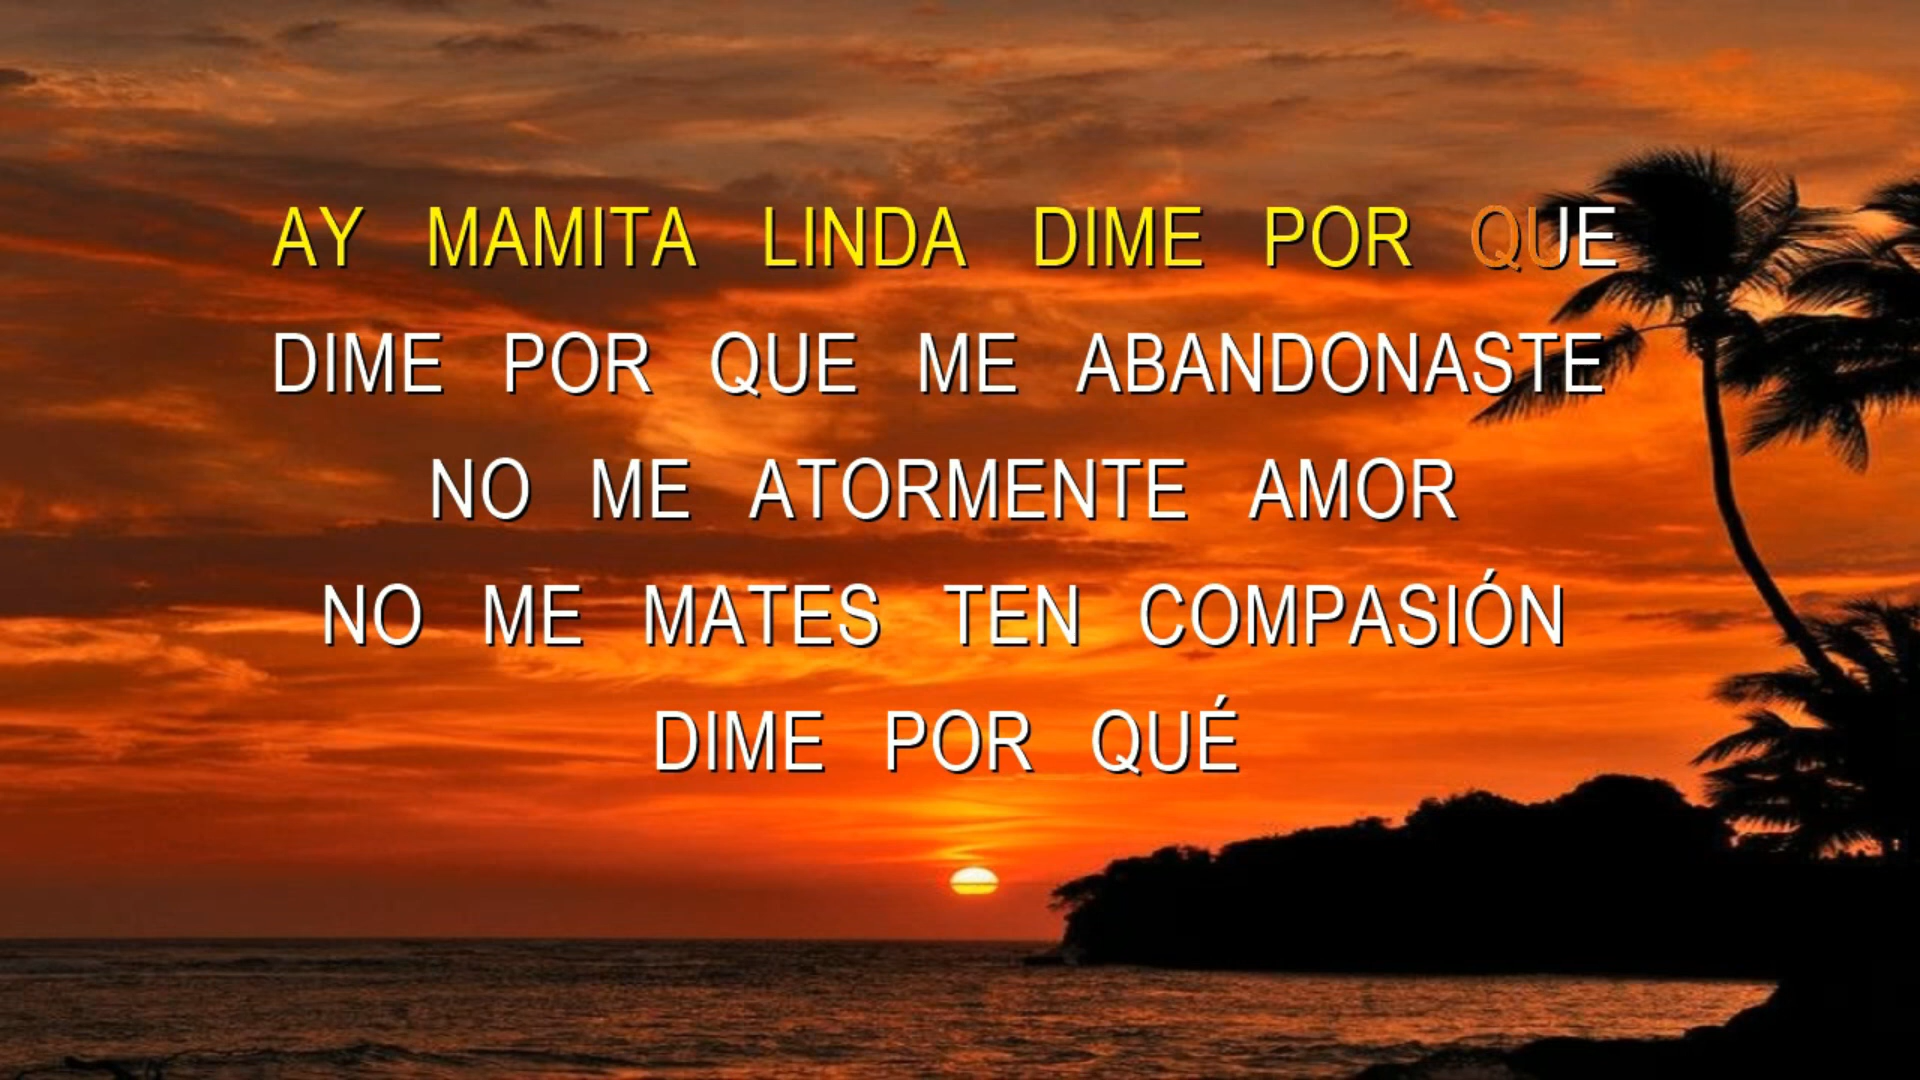 AY MAMITA LINDA DIME POR QUE
DIME POR QUE ME ABANDONASTE
NO ME ATORMENTE AMOR
NO ME MATES TEN COMPASIÓN
DIME POR QUÉ